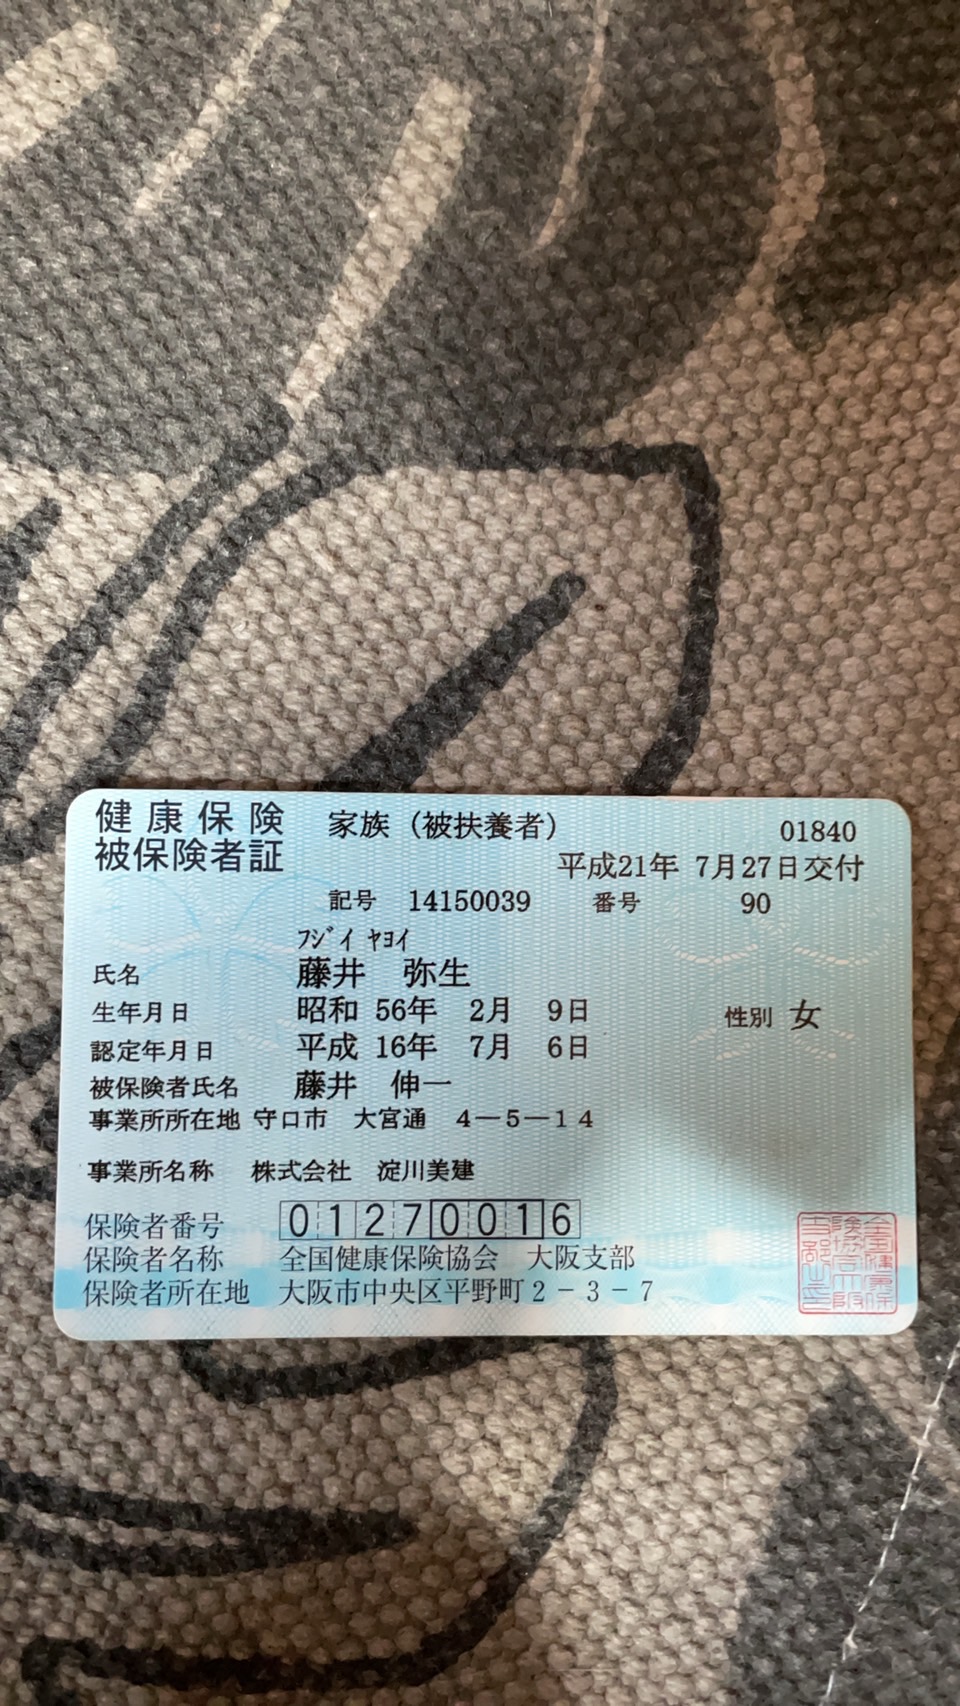 健康保険 家族（被扶養者） 01840
被保険者証 平成21年 7月27日交付
記号 14150039 番号 90
ﾌｼﾞｲ ﾔﾖｲ
氏名 藤井 弥生
生年月日 昭和 56年 2月 9日 性別 女
認定年月日 平成 16年 7月 6日
被保険者氏名 藤井 伸一
事業所所在地 守口市 大宮通 4－5－14
事業所名称 株式会社 淀川美建
保険者番号 01270016
保険者名称 全国健康保険協会 大阪支部
保険者所在地 大阪市中央区平野町2－3－7